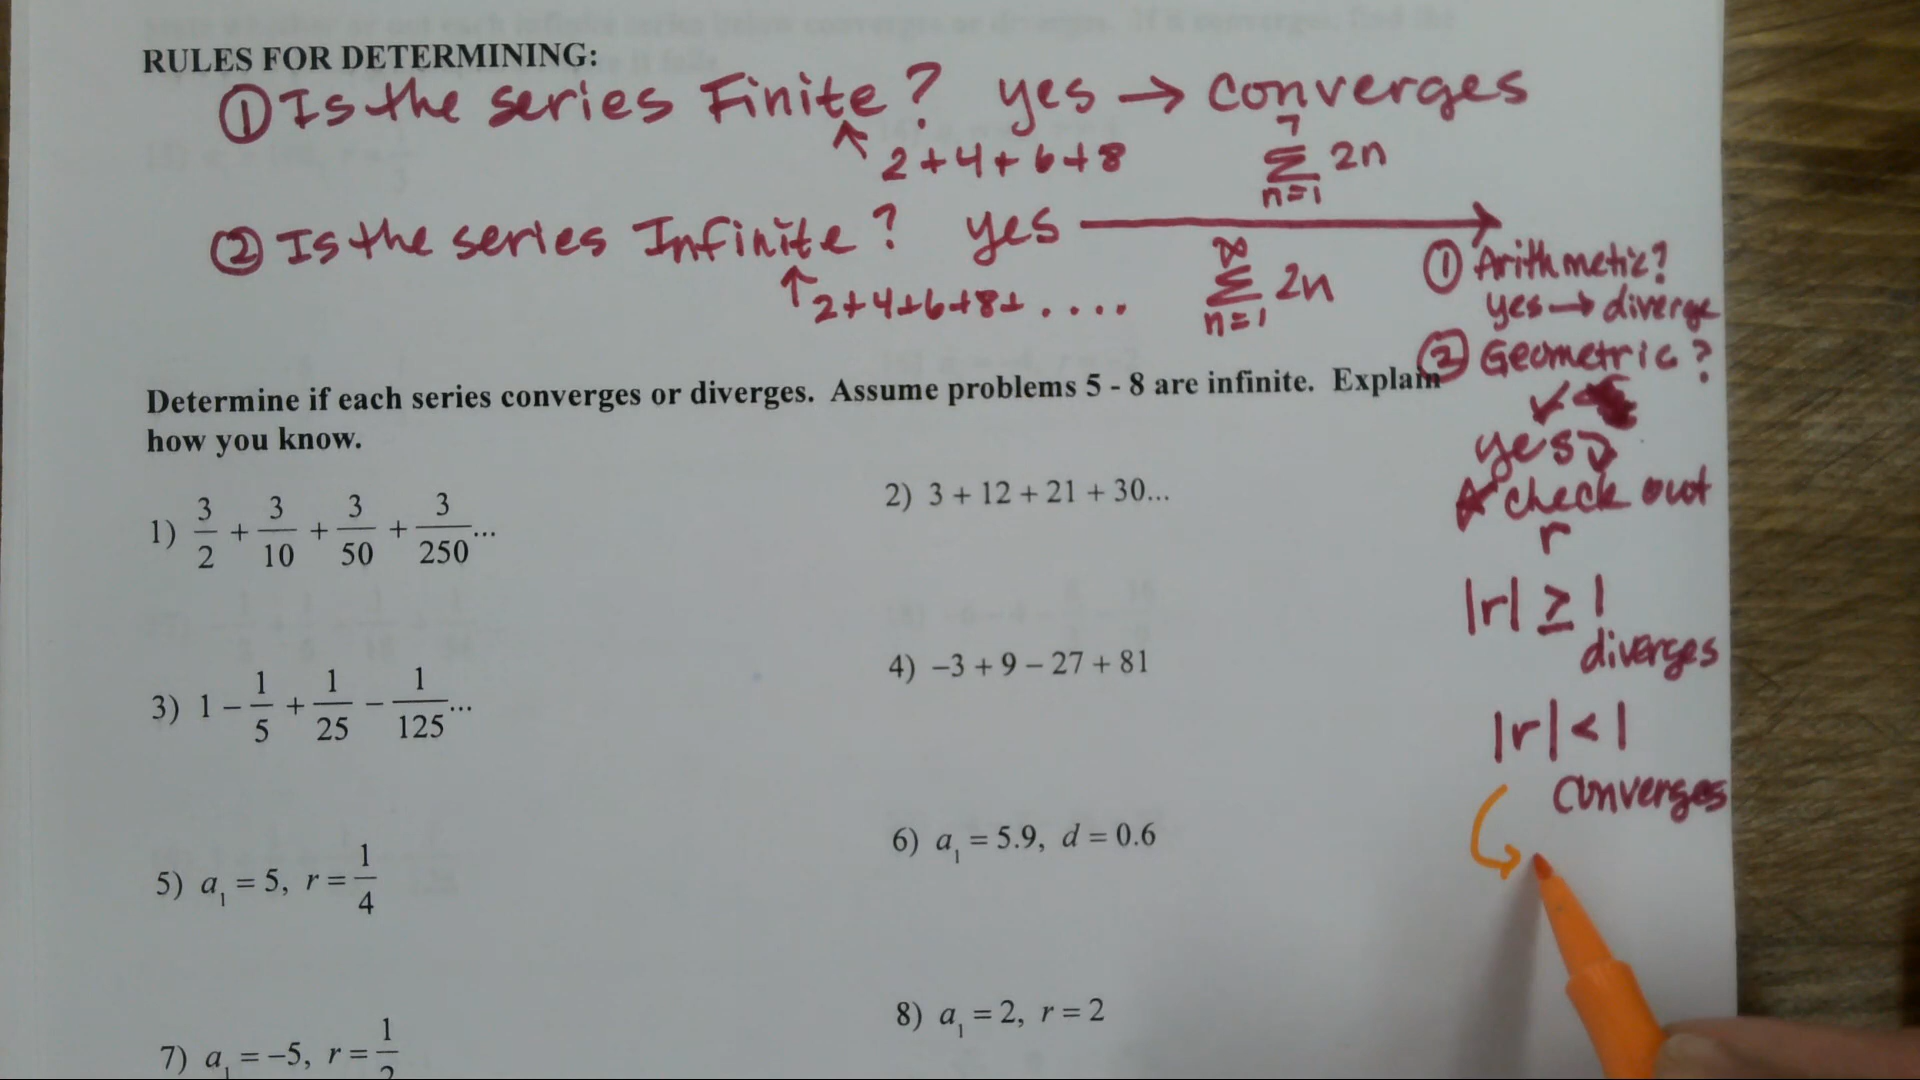 RULES FOR DETERMINING:
① Is the series Finite? yes → converges
2+4+6+8
7
Σ 2n
n=1
② Is the series Infinite? yes →
2+4+6+8+....
∞
Σ 2n
n=1
① Arithmetic?
yes → diverge
② Geometric?
yes
check out
r
|r| ≥ 1
diverges
|r| < 1
converges
Determine if each series converges or diverges. Assume problems 5 - 8 are infinite. Explain
how you know.
1) 3/2 + 3/10 + 3/50 + 3/250 ...
2) 3 + 12 + 21 + 30...
3) 1 − 1/5 + 1/25 − 1/125 ...
4) −3 + 9 − 27 + 81
5) a₁ = 5, r = 1/4
6) a₁ = 5.9, d = 0.6
7) a₁ = −5, r = 1/
8) a₁ = 2, r = 2